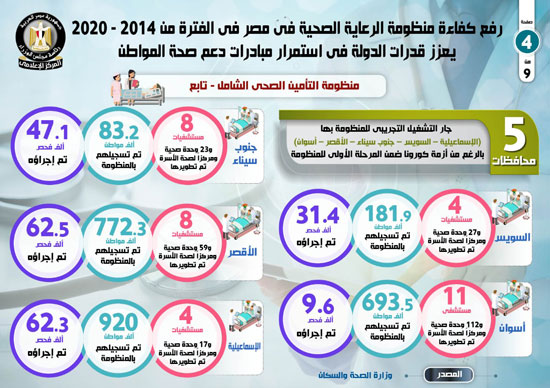 صفحة
4
من
9
رفع كفاءة منظومة الرعاية الصحية فى مصر فى الفترة من 2014 - 2020
يعزز قدرات الدولة فى استمرار مبادرات دعم صحة المواطن
جمهورية مصر العربية
رئاسة مجلس الوزراء
المركز الإعلامى
منظومة التأمين الصحى الشامل - تابع
5
محافظات
جار التشغيل التجريبى للمنظومة بها
(الإسماعيلية – السويس – جنوب سيناء – الأقصر – أسوان)
بالرغم من أزمة كورونا ضمن المرحلة الأولى للمنظومة
جنوب
سيناء
8
مستشفيات
و23 وحدة صحية
ومركزا لصحة الأسرة
تم تطويرها
83.2
ألف مواطن
تم تسجيلهم
بالمنظومة
47.1
ألف فحص
تم إجراؤه
السويس
4
مستشفيات
و27 وحدة صحية
ومركزا لصحة الأسرة
تم تطويرها
181.9
ألف مواطن
تم تسجيلهم
بالمنظومة
31.4
ألف فحص
تم إجراؤه
الأقصر
8
مستشفيات
و59 وحدة صحية
ومركزا لصحة الأسرة
تم تطويرها
772.3
ألف مواطن
تم تسجيلهم
بالمنظومة
62.5
ألف فحص
تم إجراؤه
أسوان
11
مستشفى
و112 وحدة صحية
ومركزا لصحة الأسرة
تم تطويرها
693.5
ألف مواطن
تم تسجيلهم
بالمنظومة
9.6
ألف فحص
تم إجراؤه
الإسماعيلية
4
مستشفيات
و17 وحدة صحية
ومركزا لصحة الأسرة
تم تطويرها
920
ألف مواطن
تم تسجيلهم
بالمنظومة
62.3
ألف فحص
تم إجراؤه
المصدر
وزارة الصحة والسكان